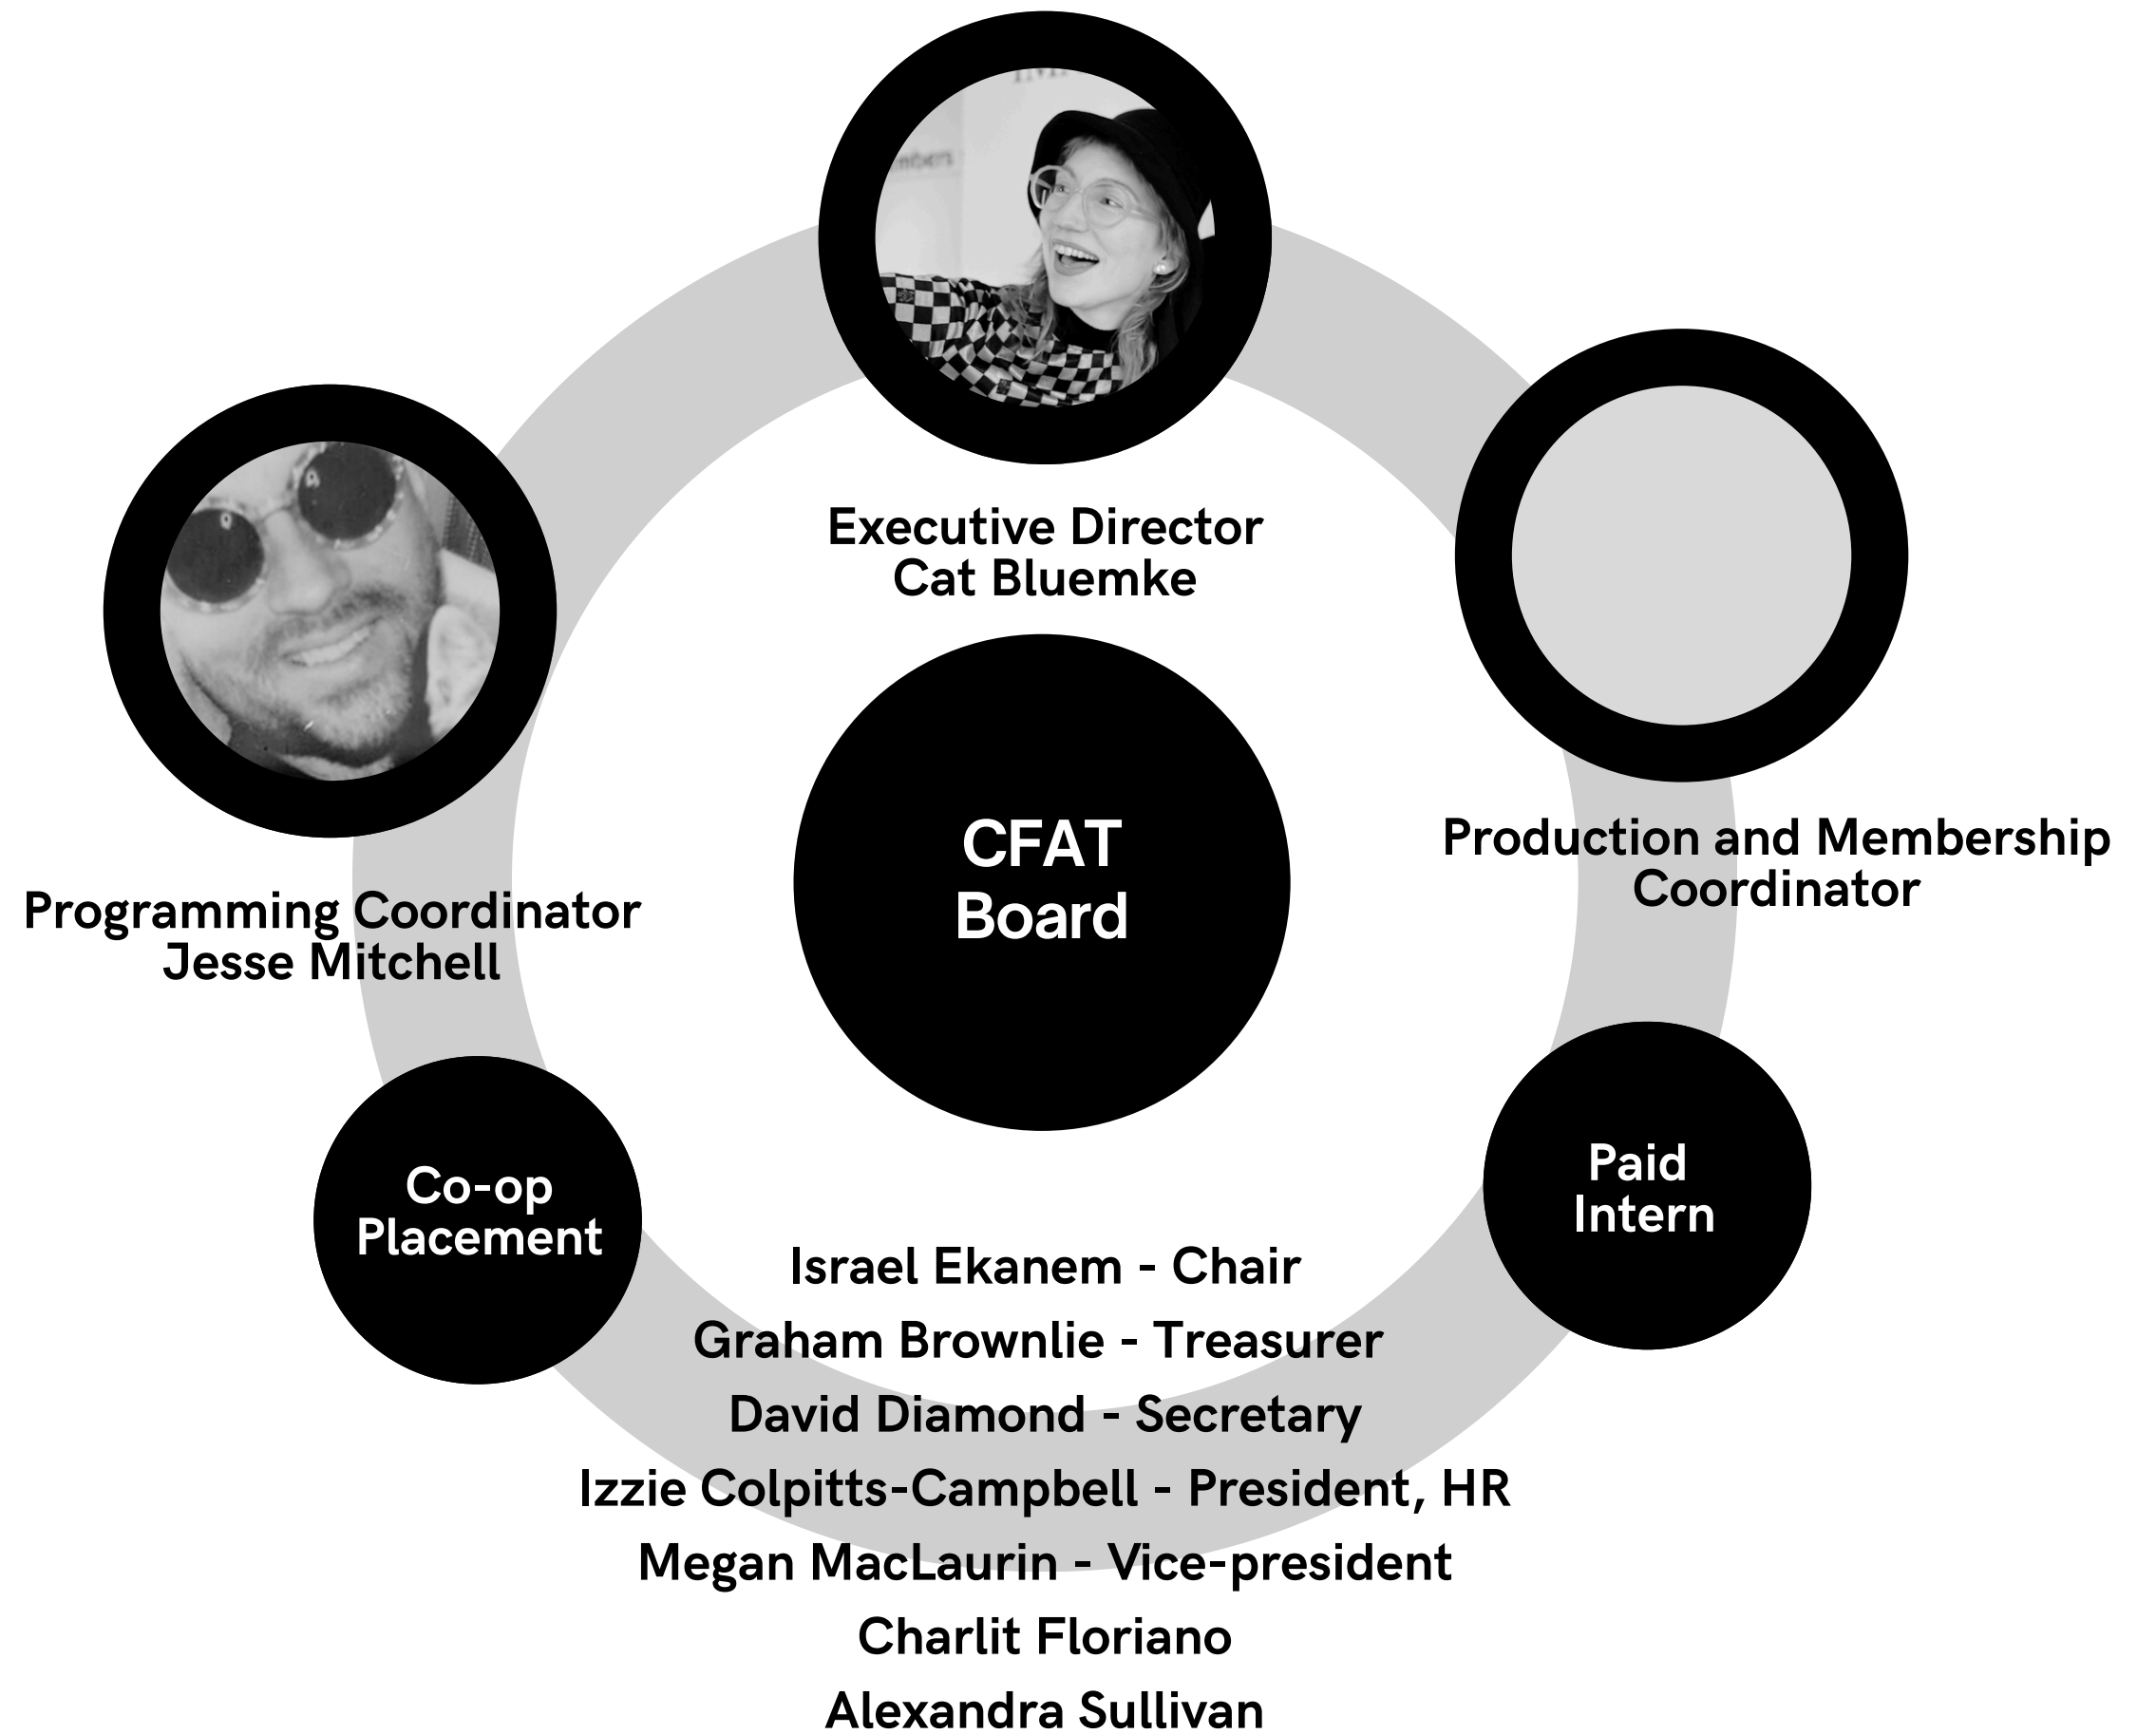 Executive Director
Cat Bluemke
Programming Coordinator
Jesse Mitchell
Production and Membership
Coordinator
CFAT
Board
Co-op
Placement
Paid
Intern
Israel Ekanem - Chair
Graham Brownlie - Treasurer
David Diamond - Secretary
Izzie Colpitts-Campbell - President, HR
Megan MacLaurin - Vice-president
Charlit Floriano
Alexandra Sullivan